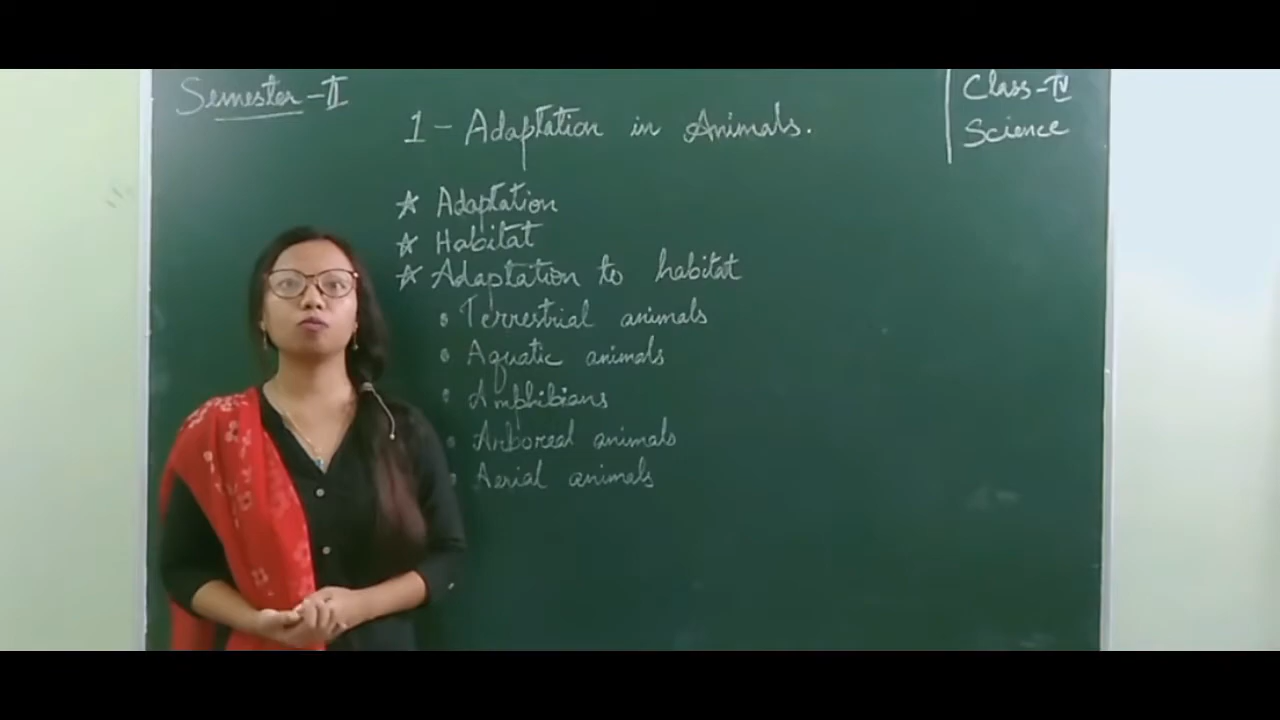 Semester-II
Class-IV
Science
1 - Adaptation in Animals.
☆ Adaptation
☆ Habitat
☆ Adaptation to habitat
• Terrestrial animals
• Aquatic animals
• Amphibians
• Arboreal animals
• Aerial animals